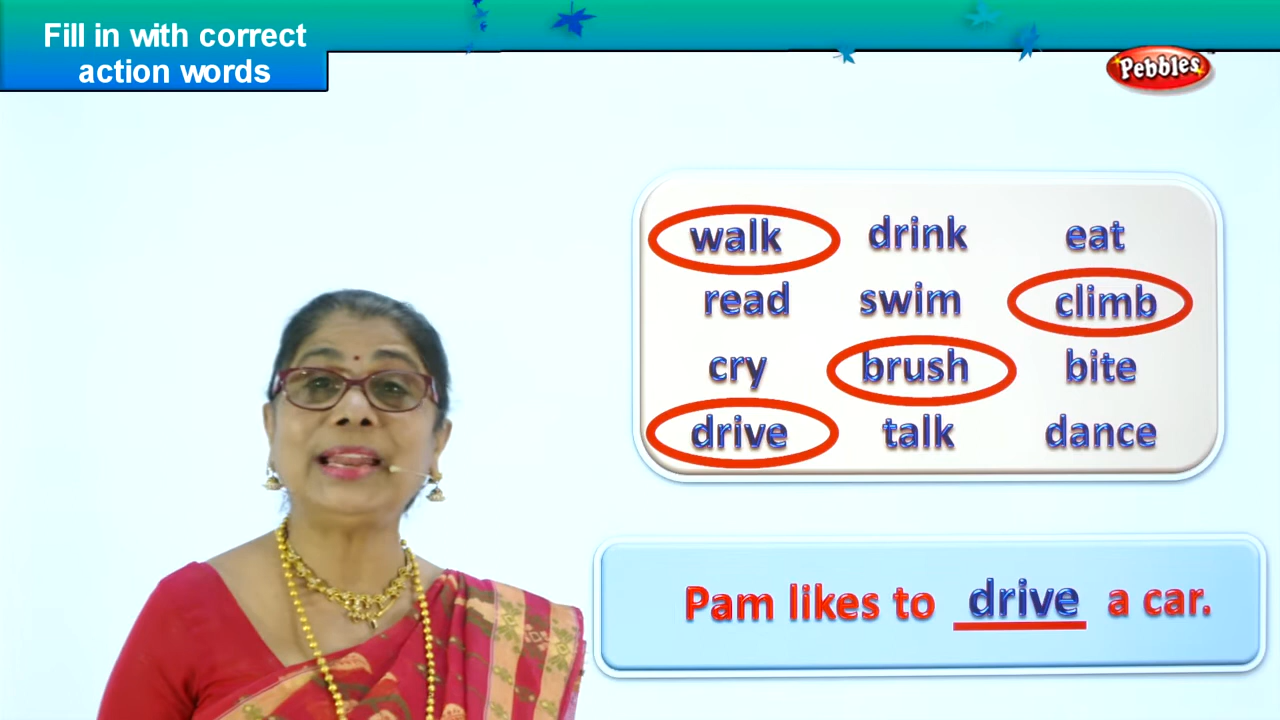 Fill in with correct
action words
Pebbles
walk drink eat
read swim climb
cry brush bite
drive talk dance
Pam likes to drive a car.